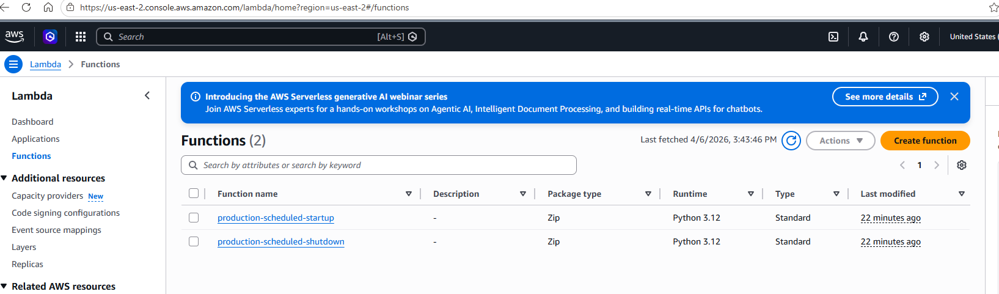 https://us-east-2.console.aws.amazon.com/lambda/home?region=us-east-2#/functions
aws Search [Alt+S] United States (
Lambda > Functions
Lambda
Dashboard
Applications
Functions
Additional resources
Capacity providers New
Code signing configurations
Event source mappings
Layers
Replicas
Related AWS resources
Introducing the AWS Serverless generative AI webinar series
Join AWS Serverless experts for a hands-on workshops on Agentic AI, Intelligent Document Processing, and building real-time APIs for chatbots.
See more details
Functions (2)
Last fetched 4/6/2026, 3:43:46 PM
Actions
Create function
Search by attributes or search by keyword
1
Function name Description Package type Runtime Type Last modified
production-scheduled-startup - Zip Python 3.12 Standard 22 minutes ago
production-scheduled-shutdown - Zip Python 3.12 Standard 22 minutes ago